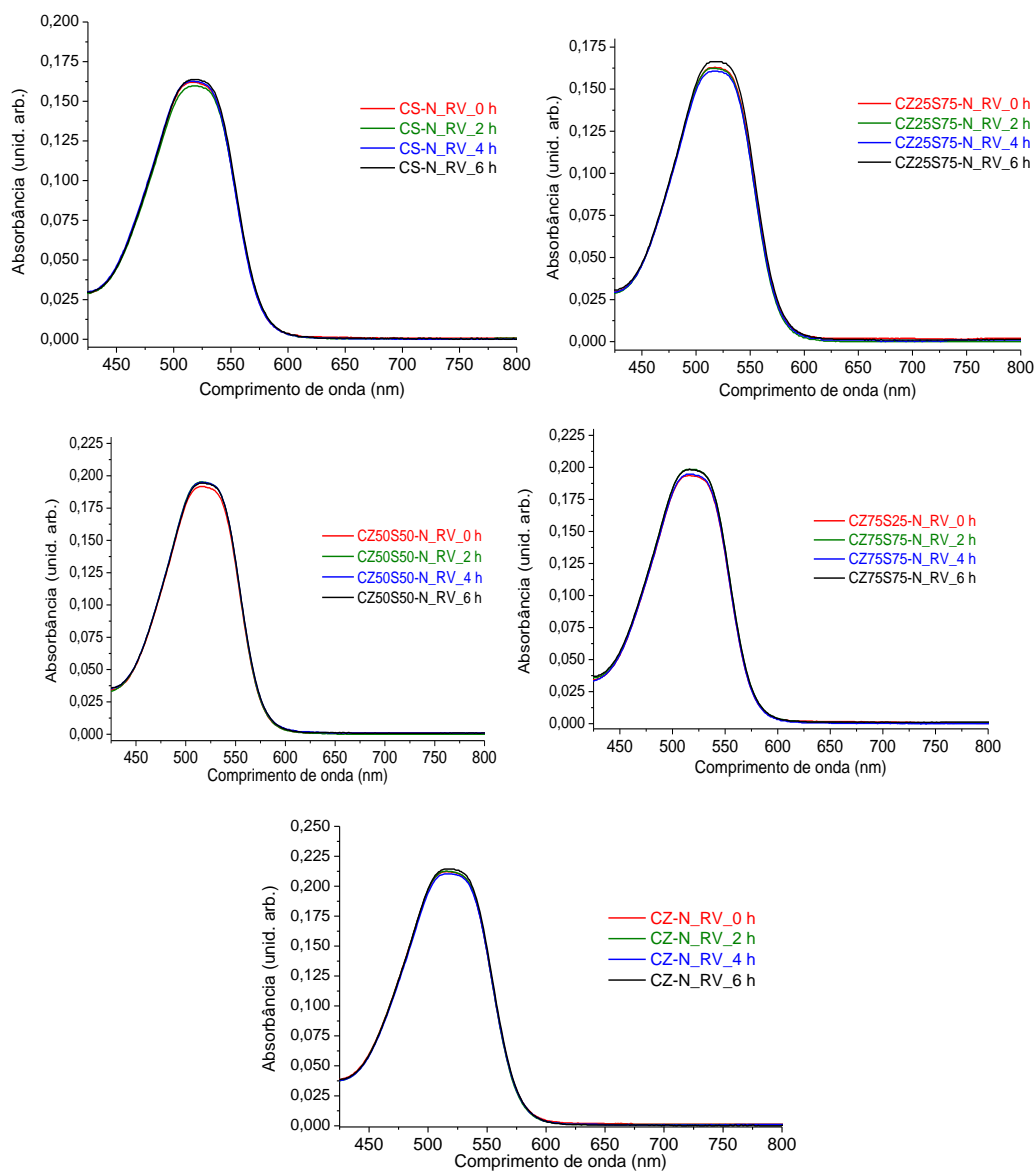 0,200
0,175
0,150
0,125
0,100
0,075
0,050
0,025
0,000
Absorbância (unid. arb.)
CS-N_RV_0 h
CS-N_RV_2 h
CS-N_RV_4 h
CS-N_RV_6 h
450 500 550 600 650 700 750 800
Comprimento de onda (nm)
0,175
0,150
0,125
0,100
0,075
0,050
0,025
0,000
Absorbância (unid. arb.)
CZ25S75-N_RV_0 h
CZ25S75-N_RV_2 h
CZ25S75-N_RV_4 h
CZ25S75-N_RV_6 h
450 500 550 600 650 700 750 800
Comprimento de onda (nm)
0,225
0,200
0,175
0,150
0,125
0,100
0,075
0,050
0,025
0,000
Absorbância (unid. arb.)
CZ50S50-N_RV_0 h
CZ50S50-N_RV_2 h
CZ50S50-N_RV_4 h
CZ50S50-N_RV_6 h
450 500 550 600 650 700 750 800
Comprimento de onda (nm)
0,225
0,200
0,175
0,150
0,125
0,100
0,075
0,050
0,025
0,000
Absorbância (unid. arb.)
CZ75S25-N_RV_0 h
CZ75S75-N_RV_2 h
CZ75S75-N_RV_4 h
CZ75S75-N_RV_6 h
450 500 550 600 650 700 750 800
Comprimento de onda (nm)
0,250
0,225
0,200
0,175
0,150
0,125
0,100
0,075
0,050
0,025
0,000
Absorbância (unid. arb.)
CZ-N_RV_0 h
CZ-N_RV_2 h
CZ-N_RV_4 h
CZ-N_RV_6 h
450 500 550 600 650 700 750 800
Comprimento de onda (nm)